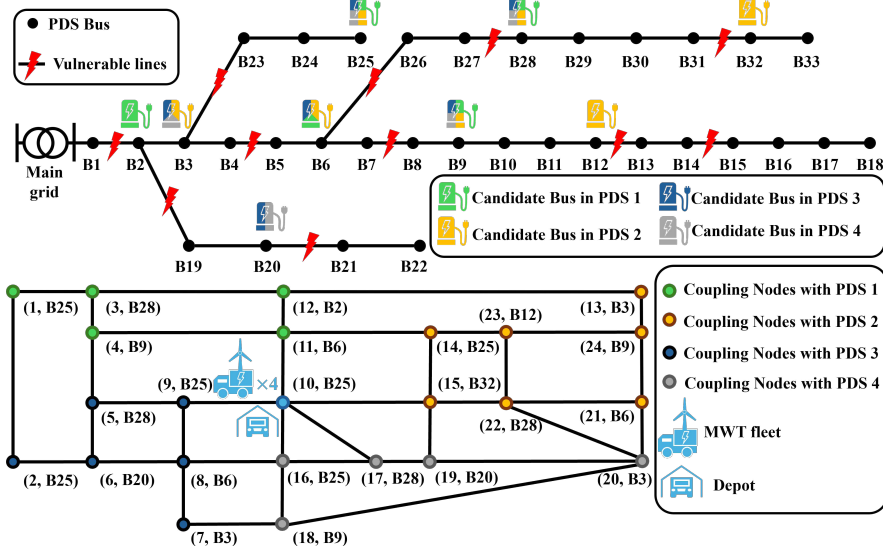 PDS Bus
Vulnerable lines
B23 B24 B25 B26 B27 B28 B29 B30 B31 B32 B33
Main
grid
B1 B2 B3 B4 B5 B6 B7 B8 B9 B10 B11 B12 B13 B14 B15 B16 B17 B18
B19 B20 B21 B22
Candidate Bus in PDS 1
Candidate Bus in PDS 3
Candidate Bus in PDS 2
Candidate Bus in PDS 4
(1, B25) (3, B28) (12, B2) (13, B3)
(23, B12)
(4, B9) (11, B6) (14, B25) (24, B9)
×4
(9, B25) (10, B25) (15, B32)
(5, B28) (22, B28) (21, B6)
(2, B25) (6, B20) (8, B6) (16, B25) (17, B28) (19, B20) (20, B3)
(7, B3) (18, B9)
Coupling Nodes with PDS 1
Coupling Nodes with PDS 2
Coupling Nodes with PDS 3
Coupling Nodes with PDS 4
MWT fleet
Depot